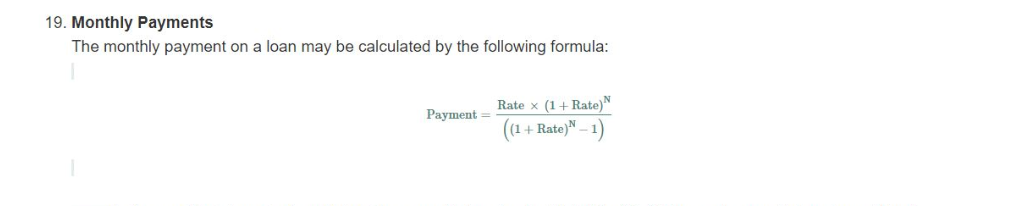 19. Monthly Payments
The monthly payment on a loan may be calculated by the following formula:
Payment = Rate × (1 + Rate)^N / ((1 + Rate)^N − 1)